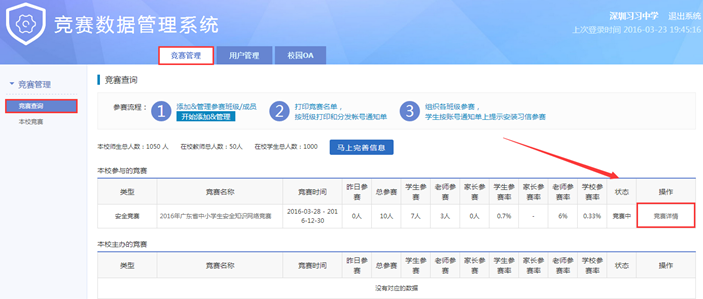 竞赛数据管理系统
深圳习习中学 退出系统
上次登录时间 2016-03-23 19:45:16
竞赛管理 用户管理 校园OA
竞赛管理
竞赛查询
本校竞赛
竞赛查询
参赛流程：
1 添加&管理参赛班级/成员
开始添加&管理
2 打印竞赛名单，
按班级打印和分发帐号通知单
3 组织各班级参赛，
学生按账号通知单上提示安装习信参赛
本校师生总人数：1050 人 在校教师总人数：50人 在校学生总人数：1000 马上完善信息
本校参与的竞赛
类型 竞赛名称 竞赛时间 昨日参赛 总参赛 学生参赛 老师参赛 家长参赛 学生参赛率 家长参赛率 老师参赛率 学校参赛率 状态 操作
安全竞赛 2016年广东省中小学生安全知识网络竞赛 2016-03-28 - 2016-12-30 0人 10人 7人 3人 0人 0.7% - 6% 0.33% 竞赛中 竞赛详情
本校主办的竞赛
类型 竞赛名称 竞赛时间 昨日参赛 总参赛 学生参赛 老师参赛 家长参赛 学生参赛率 老师参赛率 家长参赛率 学校参赛率 状态 操作
没有对应的数据